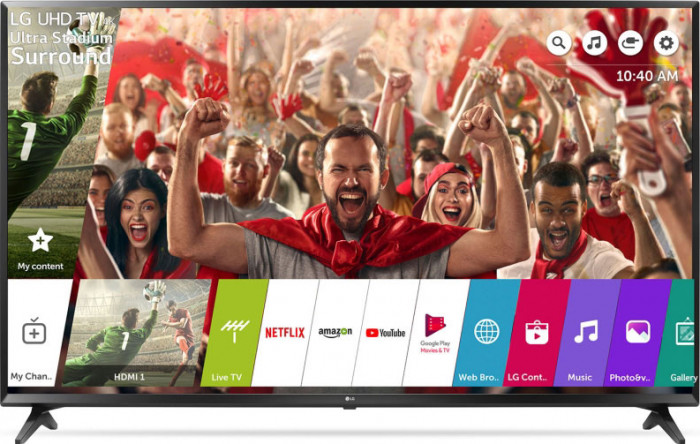 LG UHD TV
Ultra Stadium
Surround
10:40 AM
1
My content
My Chan..
1
HDMI 1
Live TV
NETFLIX
amazon
YouTube
Google Play
Movies & TV
Web Bro..
LG Cont..
Music
Photo&v..
Gallery
LG